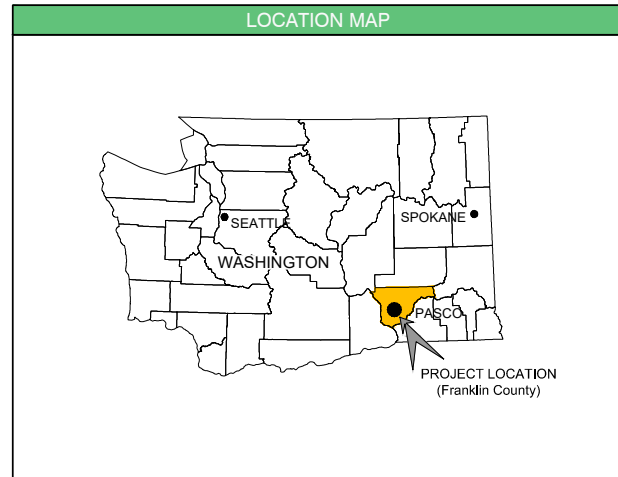 LOCATION MAP
SPOKANE
SEATTLE
WASHINGTON
PASCO
PROJECT LOCATION
(Franklin County)